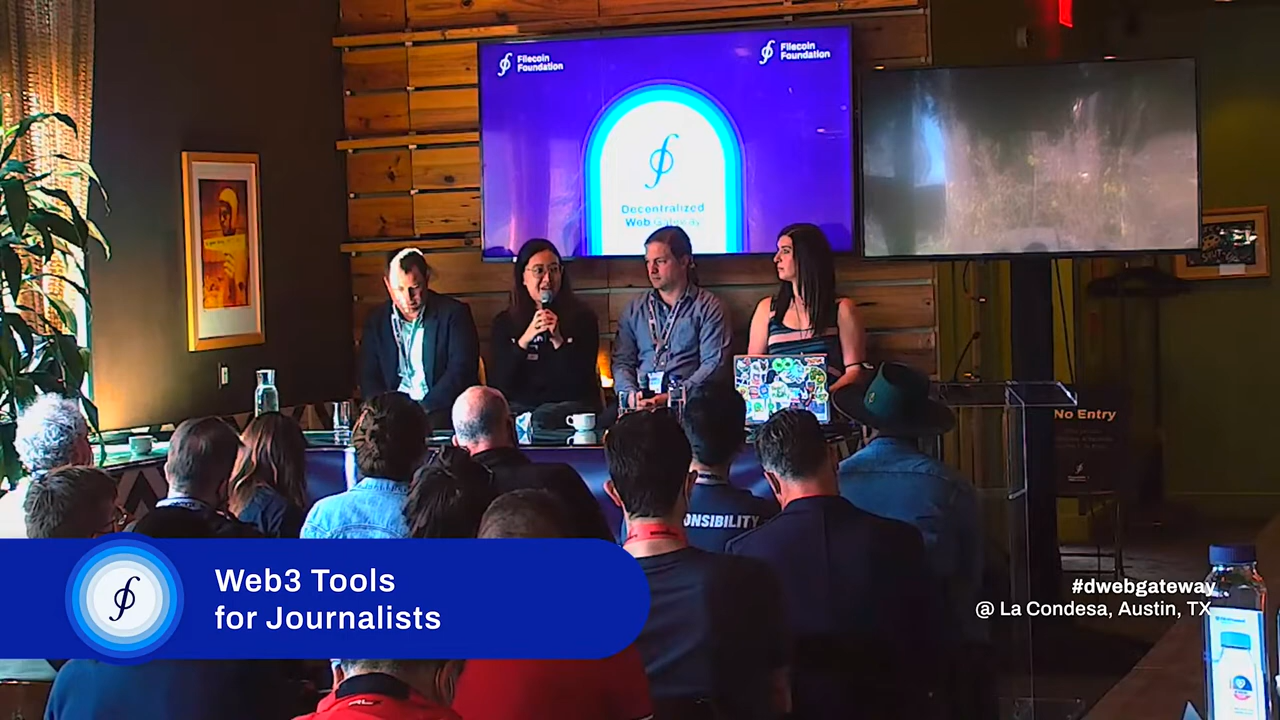 Filecoin
Foundation
Filecoin
Foundation
Decentralized
Web Gateway
No Entry
ONSIBILITY
#dwebgateway
@ La Condesa, Austin, TX
Web3 Tools
for Journalists